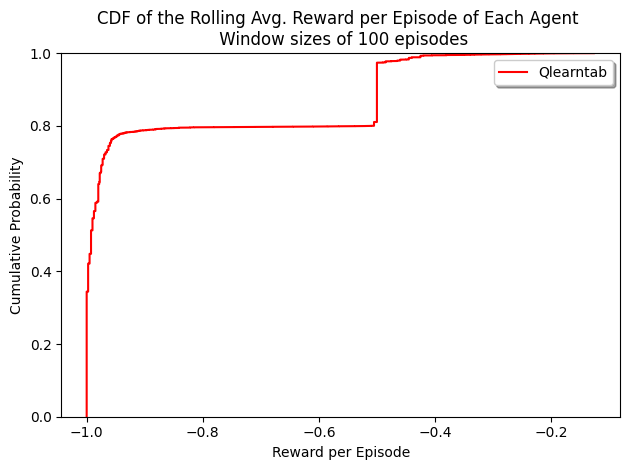 CDF of the Rolling Avg. Reward per Episode of Each Agent
Window sizes of 100 episodes
Qlearntab
1.0
0.8
0.6
0.4
0.2
0.0
Cumulative Probability
−1.0 −0.8 −0.6 −0.4 −0.2
Reward per Episode